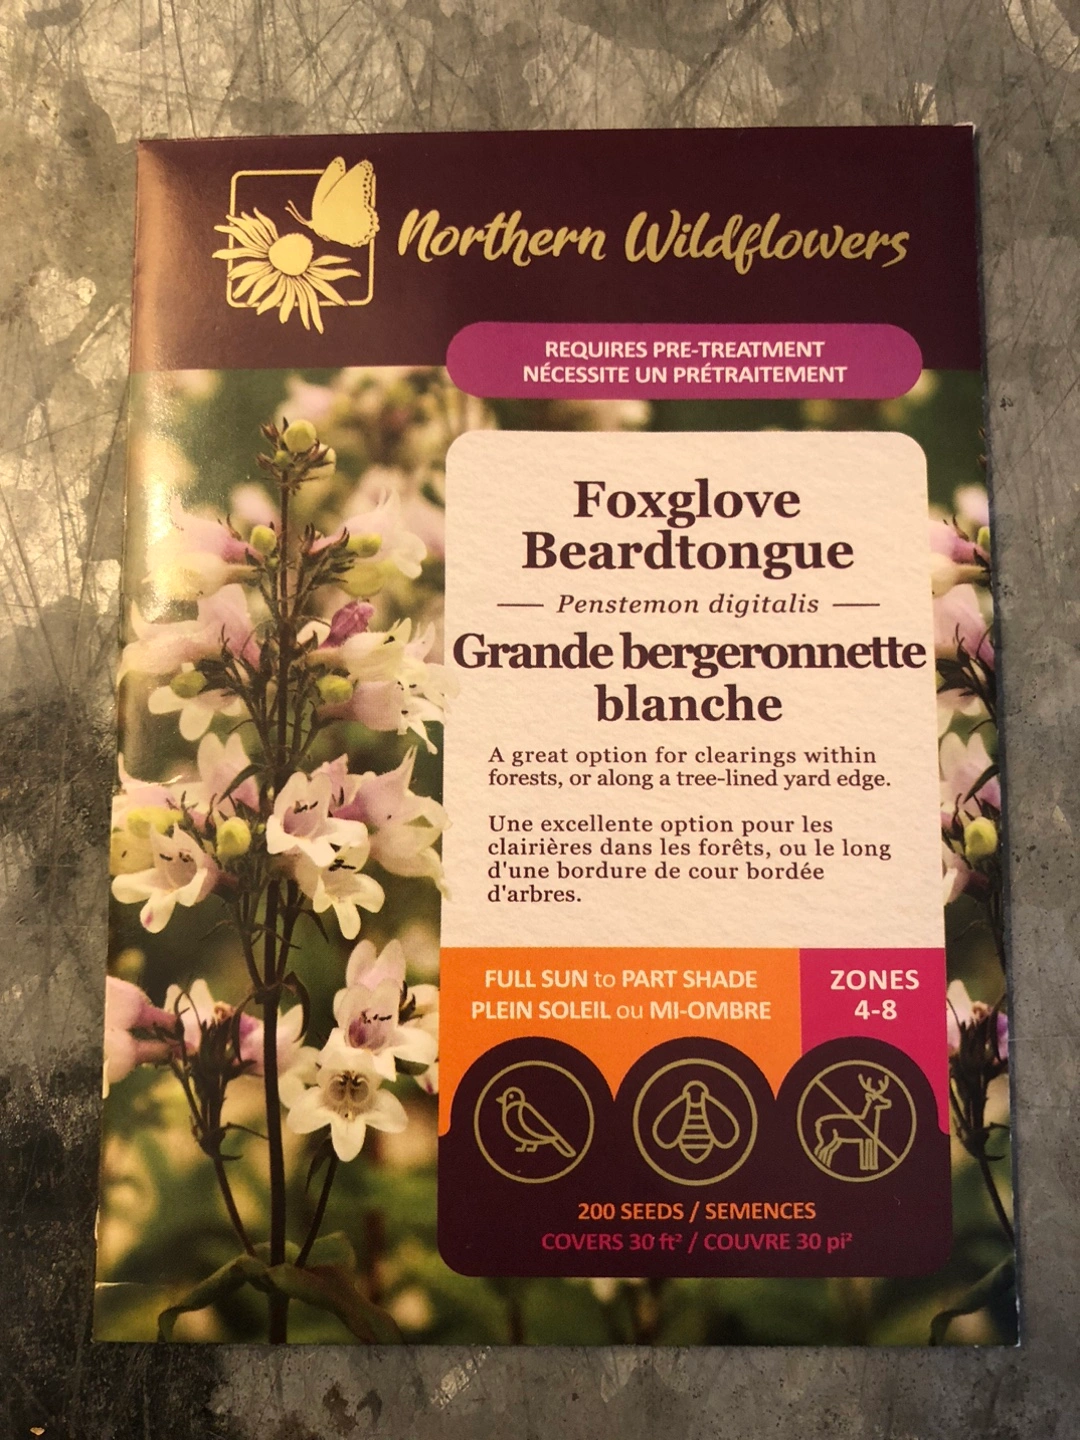 Northern Wildflowers
REQUIRES PRE-TREATMENT
NÉCESSITE UN PRÉTRAITEMENT
Foxglove
Beardtongue
Penstemon digitalis
Grande bergeronnette
blanche
A great option for clearings within
forests, or along a tree-lined yard edge.
Une excellente option pour les
clairières dans les forêts, ou le long
d'une bordure de cour bordée
d'arbres.
FULL SUN to PART SHADE
PLEIN SOLEIL ou MI-OMBRE
ZONES
4-8
200 SEEDS / SEMENCES
COVERS 30 ft² / COUVRE 30 pi²